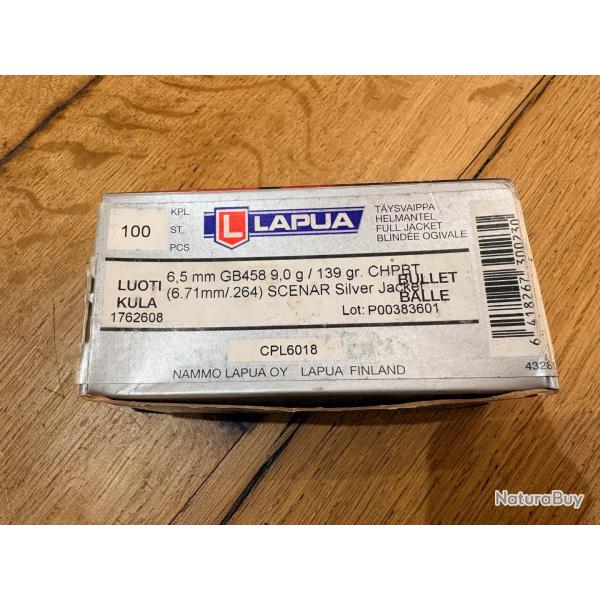 100
KPL
ST.
PCS
L LAPUA
TÄYSVAIPPA
HELMANTEL
FULL JACKET
BLINDÉE OGIVALE
LUOTI
KULA
1762608
6,5 mm GB458 9,0 g / 139 gr. CHPBT
(6.71mm/.264) SCENAR Silver Jacket
BULLET
BALLE
Lot: P00383601
CPL6018
NAMMO LAPUA OY LAPUA FINLAND
6 418267 300230
NaturaBuy